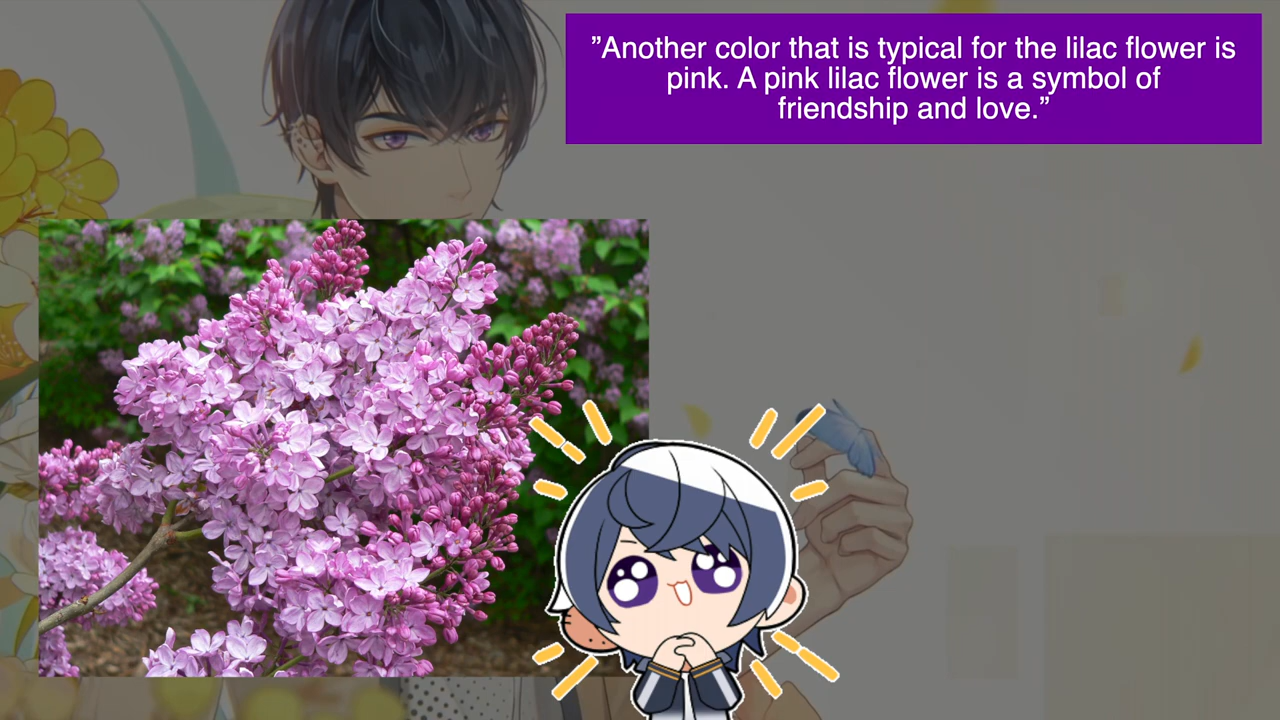 ”Another color that is typical for the lilac flower is
pink. A pink lilac flower is a symbol of
friendship and love.”